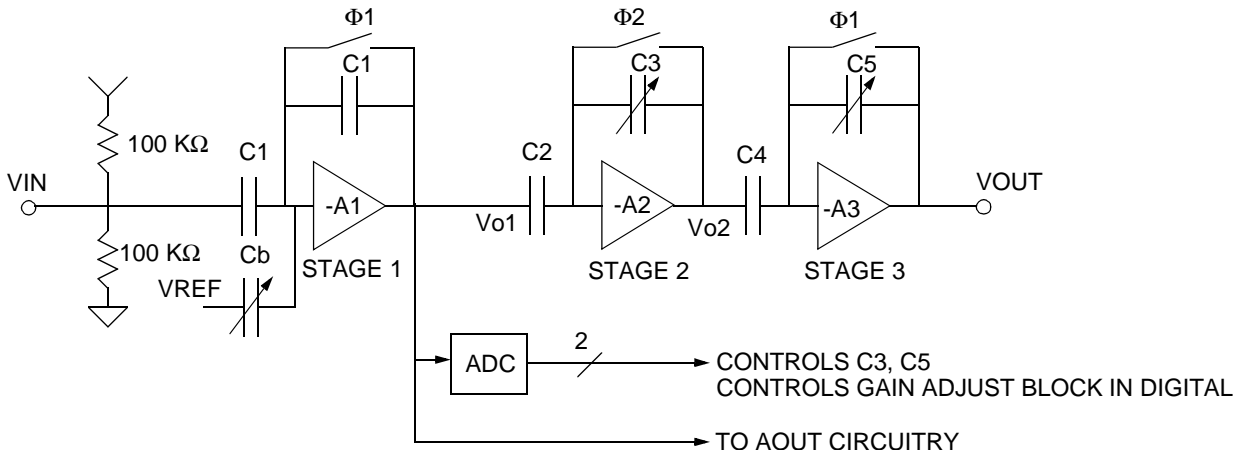 Φ1
Φ2
Φ1
C1
C3
C5
100 KΩ
C1
C2
C4
VIN
-A1
-A2
-A3
VOUT
Vo1
Vo2
100 KΩ
Cb
STAGE 1
STAGE 2
STAGE 3
VREF
ADC
2
CONTROLS C3, C5
CONTROLS GAIN ADJUST BLOCK IN DIGITAL
TO AOUT CIRCUITRY